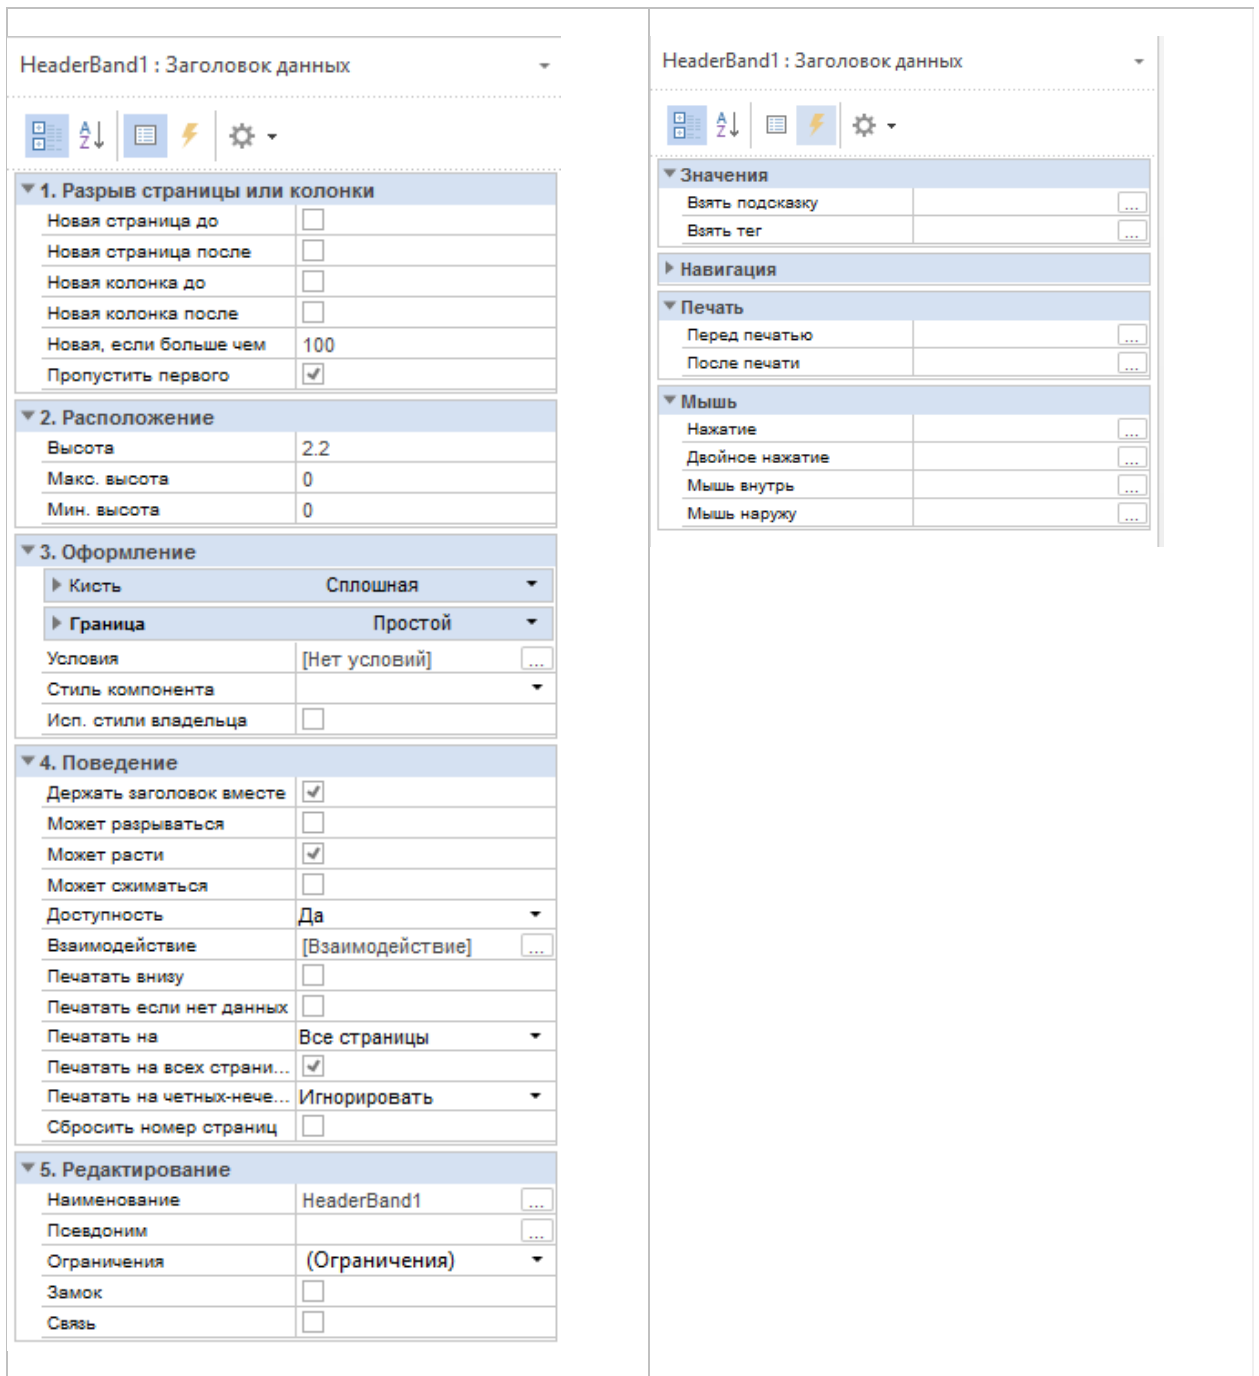 HeaderBand1 : Заголовок данных
1. Разрыв страницы или колонки
Новая страница до
Новая страница после
Новая колонка до
Новая колонка после
Новая, если больше чем 100
Пропустить первого
2. Расположение
Высота 2.2
Макс. высота 0
Мин. высота 0
3. Оформление
Кисть Сплошная
Граница Простой
Условия [Нет условий] ...
Стиль компонента
Исп. стили владельца
4. Поведение
Держать заголовок вместе
Может разрываться
Может расти
Может сжиматься
Доступность Да
Взаимодействие [Взаимодействие] ...
Печатать внизу
Печатать если нет данных
Печатать на Все страницы
Печатать на всех страни...
Печатать на четных-нече... Игнорировать
Сбросить номер страниц
5. Редактирование
Наименование HeaderBand1 ...
Псевдоним ...
Ограничения (Ограничения)
Замок
Связь
HeaderBand1 : Заголовок данных
Значения
Взять подсказку ...
Взять тег ...
Навигация
Печать
Перед печатью ...
После печати ...
Мышь
Нажатие ...
Двойное нажатие ...
Мышь внутрь ...
Мышь наружу ...